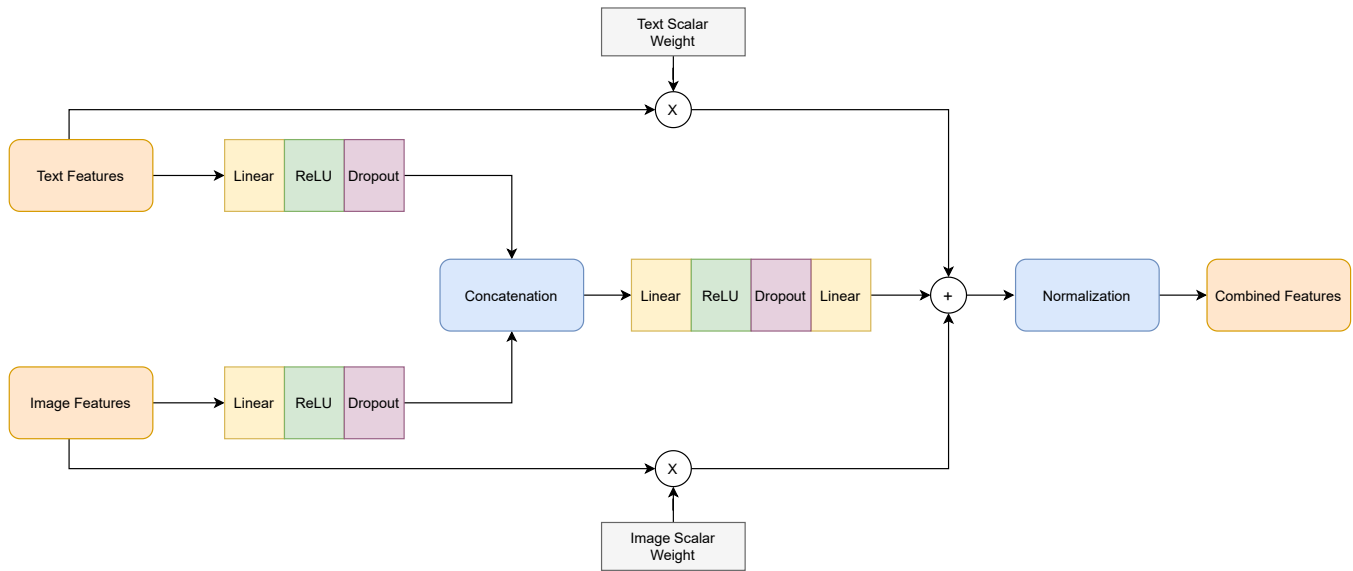 Text Scalar
Weight
X
Text Features
Linear
ReLU
Dropout
Concatenation
Linear
ReLU
Dropout
Linear
+
Normalization
Combined Features
Image Features
Linear
ReLU
Dropout
X
Image Scalar
Weight